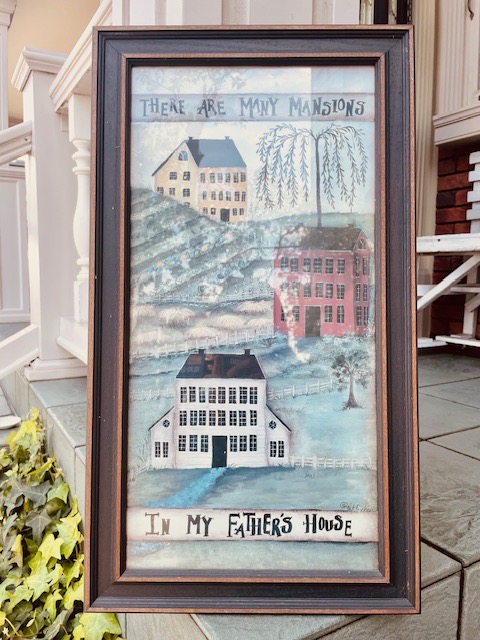 THERE ARE MANY MANSIONS
IN MY FATHER'S HOUSE